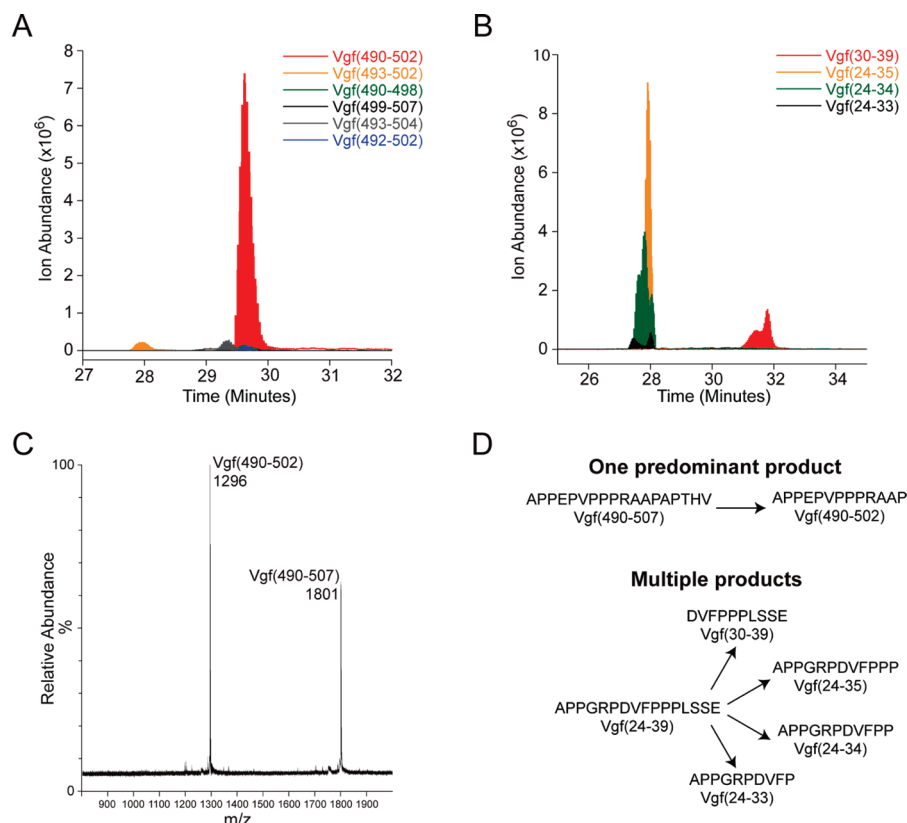 A
Ion Abundance (x10⁶)
8
7
6
5
4
3
2
1
0
Vgf(490-502)
Vgf(493-502)
Vgf(490-498)
Vgf(499-507)
Vgf(493-504)
Vgf(492-502)
27 28 29 30 31 32
Time (Minutes)
B
Ion Abundance (x10⁶)
10
8
6
4
2
0
Vgf(30-39)
Vgf(24-35)
Vgf(24-34)
Vgf(24-33)
26 28 30 32 34
Time (Minutes)
C
Relative Abundance
%
100
0
Vgf(490-502)
1296
Vgf(490-507)
1801
900 1000 1100 1200 1300 1400 1500 1600 1700 1800 1900
m/z
D
One predominant product
APPEPVPPPRAAPAPTHV
Vgf(490-507)
APPEPVPPPRAAP
Vgf(490-502)
Multiple products
DVFPPPLSSE
Vgf(30-39)
APPGRPDVFPPP
Vgf(24-35)
APPGRPDVFPPPLSSE
Vgf(24-39)
APPGRPDVFPP
Vgf(24-34)
APPGRPDVFP
Vgf(24-33)